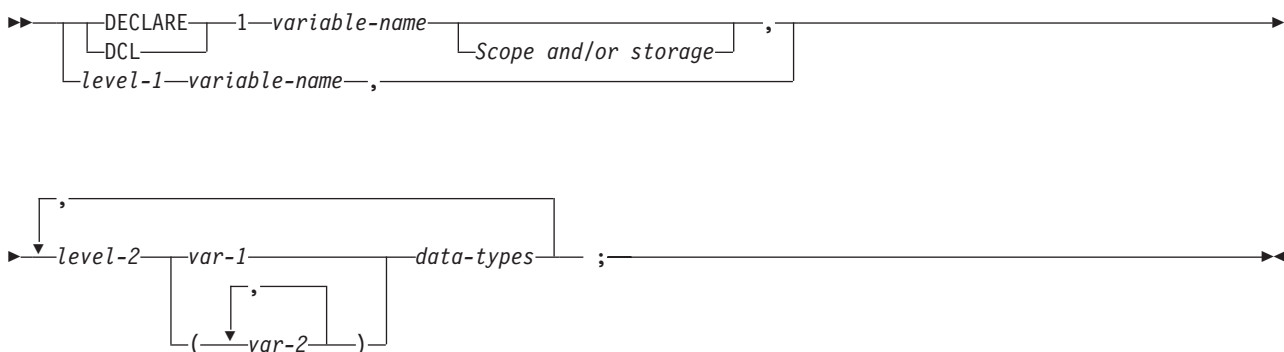 DECLARE 1 variable-name ,
DCL Scope and/or storage
level-1 variable-name ,
,
level-2 var-1 data-types ;
,
( var-2 )